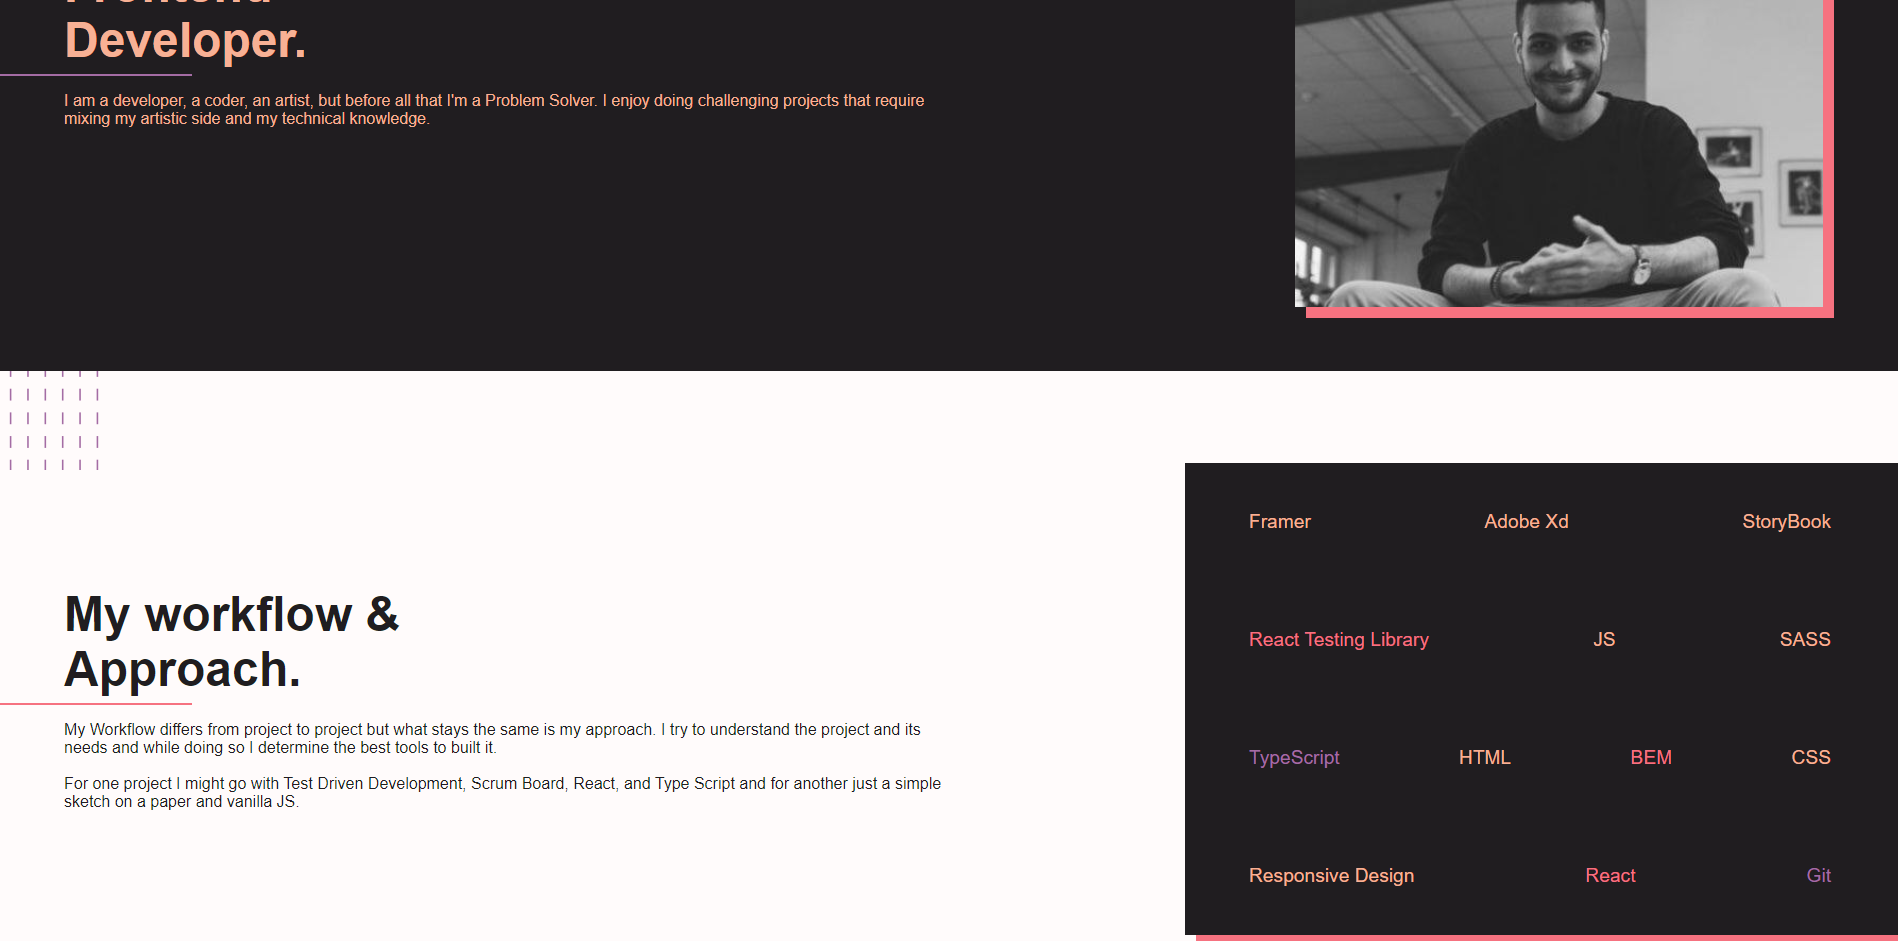 Developer.
I am a developer, a coder, an artist, but before all that I'm a Problem Solver. I enjoy doing challenging projects that require
mixing my artistic side and my technical knowledge.
My workflow &
Approach.
My Workflow differs from project to project but what stays the same is my approach. I try to understand the project and its
needs and while doing so I determine the best tools to built it.
For one project I might go with Test Driven Development, Scrum Board, React, and Type Script and for another just a simple
sketch on a paper and vanilla JS.
Framer Adobe Xd StoryBook
React Testing Library JS SASS
TypeScript HTML BEM CSS
Responsive Design React Git